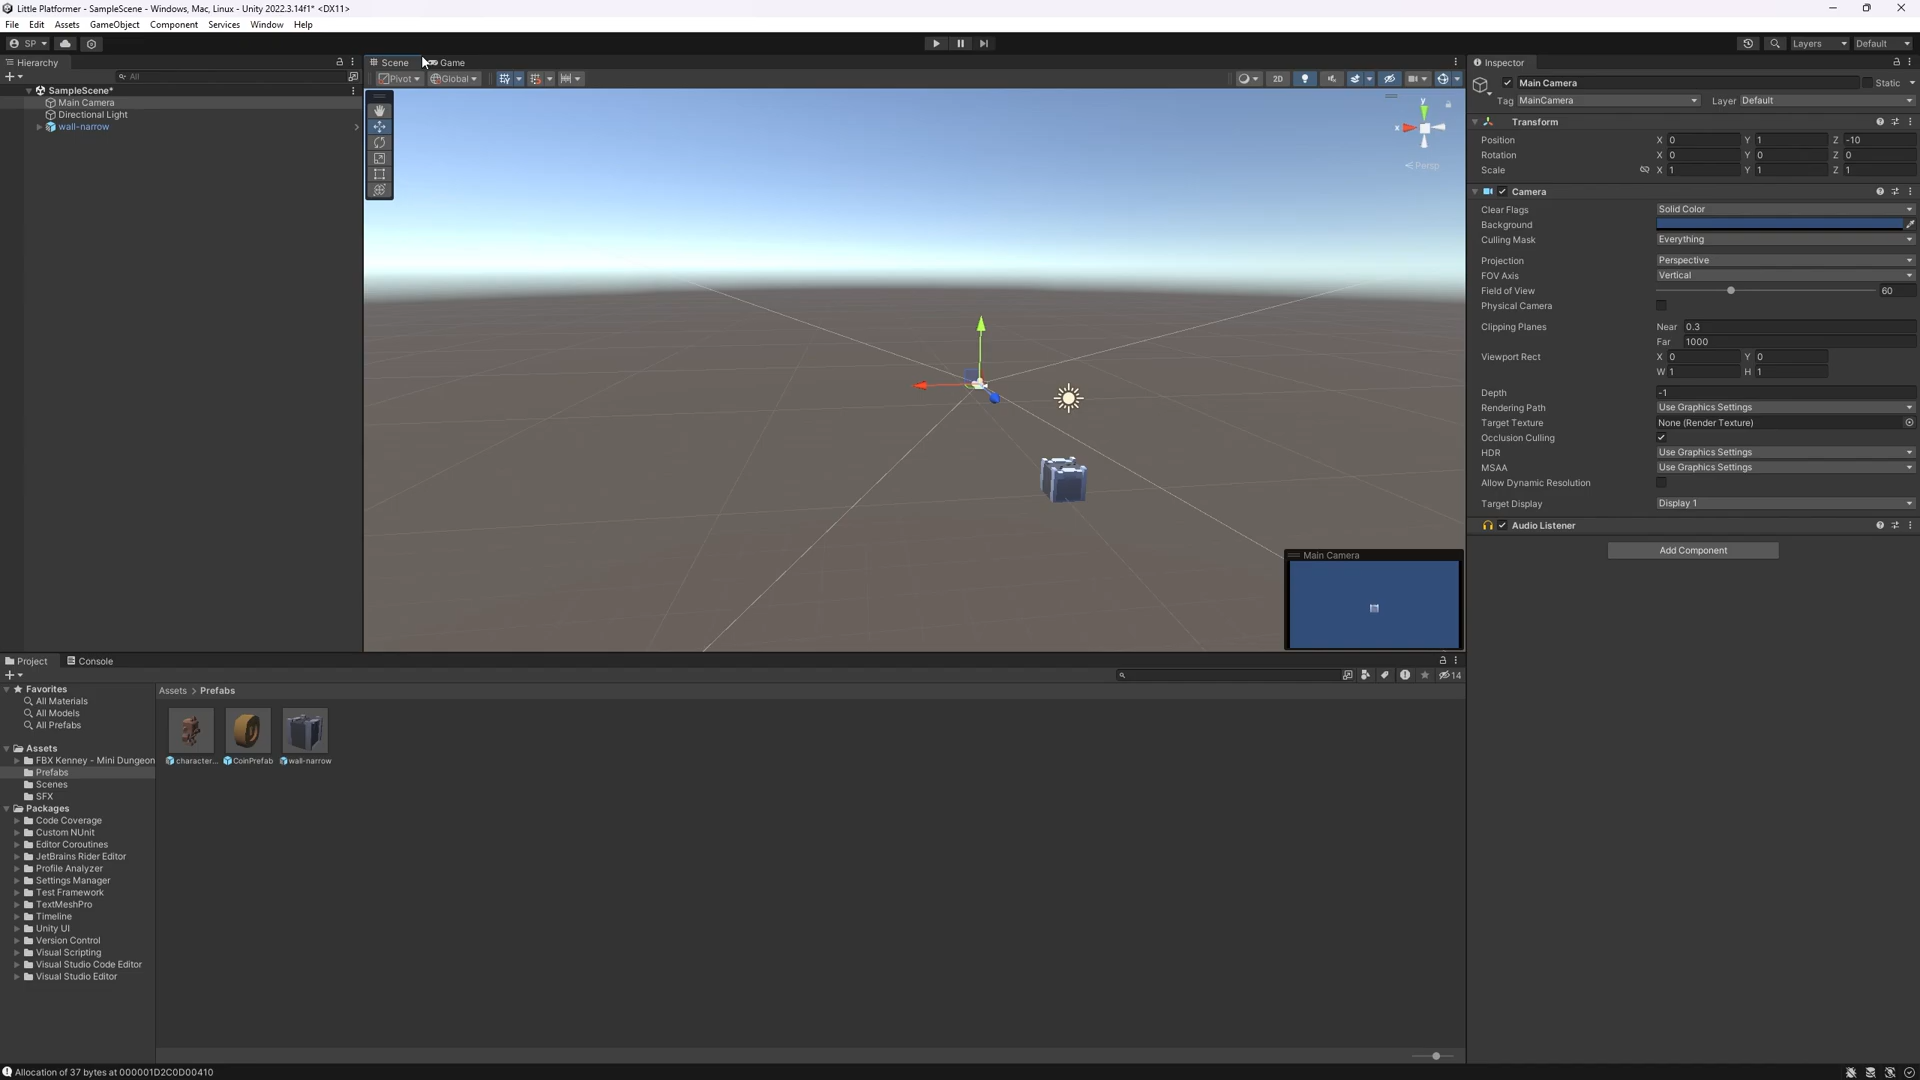 Little Platformer - SampleScene - Windows, Mac, Linux - Unity 2022.3.14f1* <DX11>
File Edit Assets GameObject Component Services Window Help
SP Layers Default
Hierarchy
All
SampleScene*
Main Camera
Directional Light
wall-narrow
Scene Game
Pivot Global 2D
y
x
Persp
Main Camera
Inspector
Main Camera Static
Tag MainCamera Layer Default
Transform
Position X 0 Y 1 Z -10
Rotation X 0 Y 0 Z 0
Scale X 1 Y 1 Z 1
Camera
Clear Flags Solid Color
Background
Culling Mask Everything
Projection Perspective
FOV Axis Vertical
Field of View 60
Physical Camera
Clipping Planes Near 0.3
Far 1000
Viewport Rect X 0 Y 0
W 1 H 1
Depth -1
Rendering Path Use Graphics Settings
Target Texture None (Render Texture)
Occlusion Culling
HDR Use Graphics Settings
MSAA Use Graphics Settings
Allow Dynamic Resolution
Target Display Display 1
Audio Listener
Add Component
Project Console
14
Favorites
All Materials
All Models
All Prefabs
Assets
FBX Kenney - Mini Dungeon
Prefabs
Scenes
SFX
Packages
Code Coverage
Custom NUnit
Editor Coroutines
JetBrains Rider Editor
Profile Analyzer
Settings Manager
Test Framework
TextMeshPro
Timeline
Unity UI
Version Control
Visual Scripting
Visual Studio Code Editor
Visual Studio Editor
Assets > Prefabs
character... CoinPrefab wall-narrow
Allocation of 37 bytes at 000001D2C0D00410